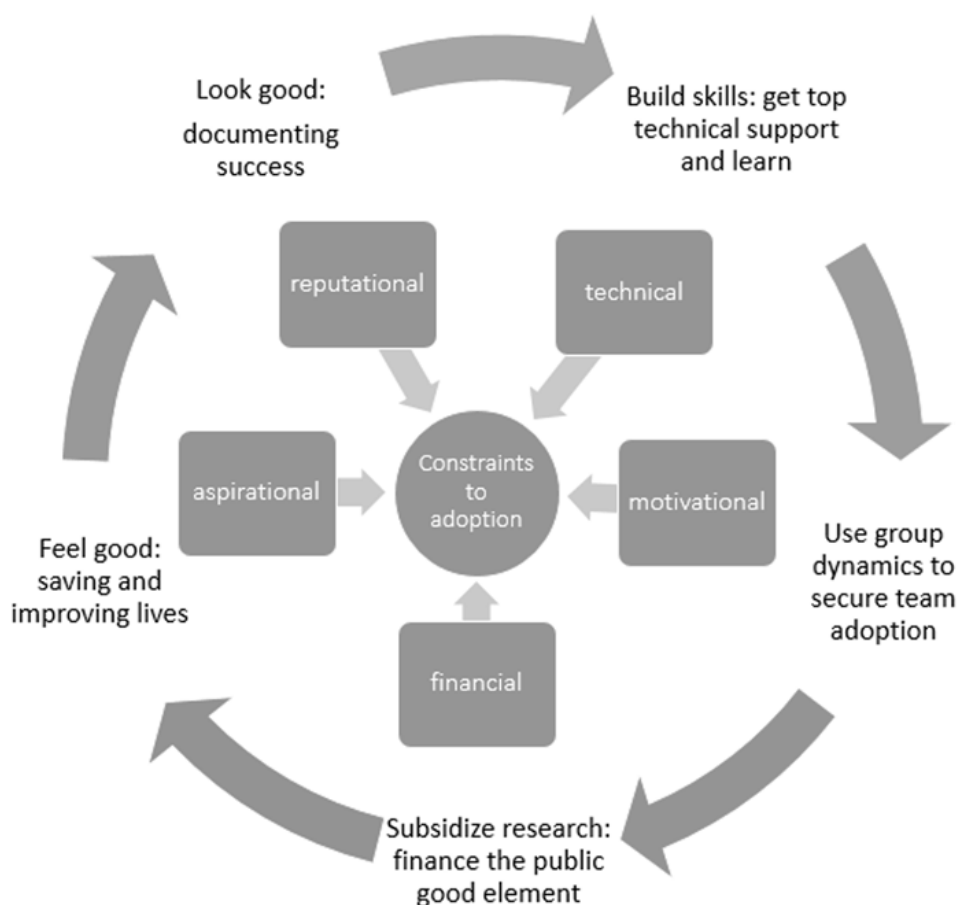 Look good:
documenting
success
Build skills: get top
technical support
and learn
reputational
technical
Constraints
to
adoption
aspirational
motivational
Feel good:
saving and
improving lives
Use group
dynamics to
secure team
adoption
financial
Subsidize research:
finance the public
good element